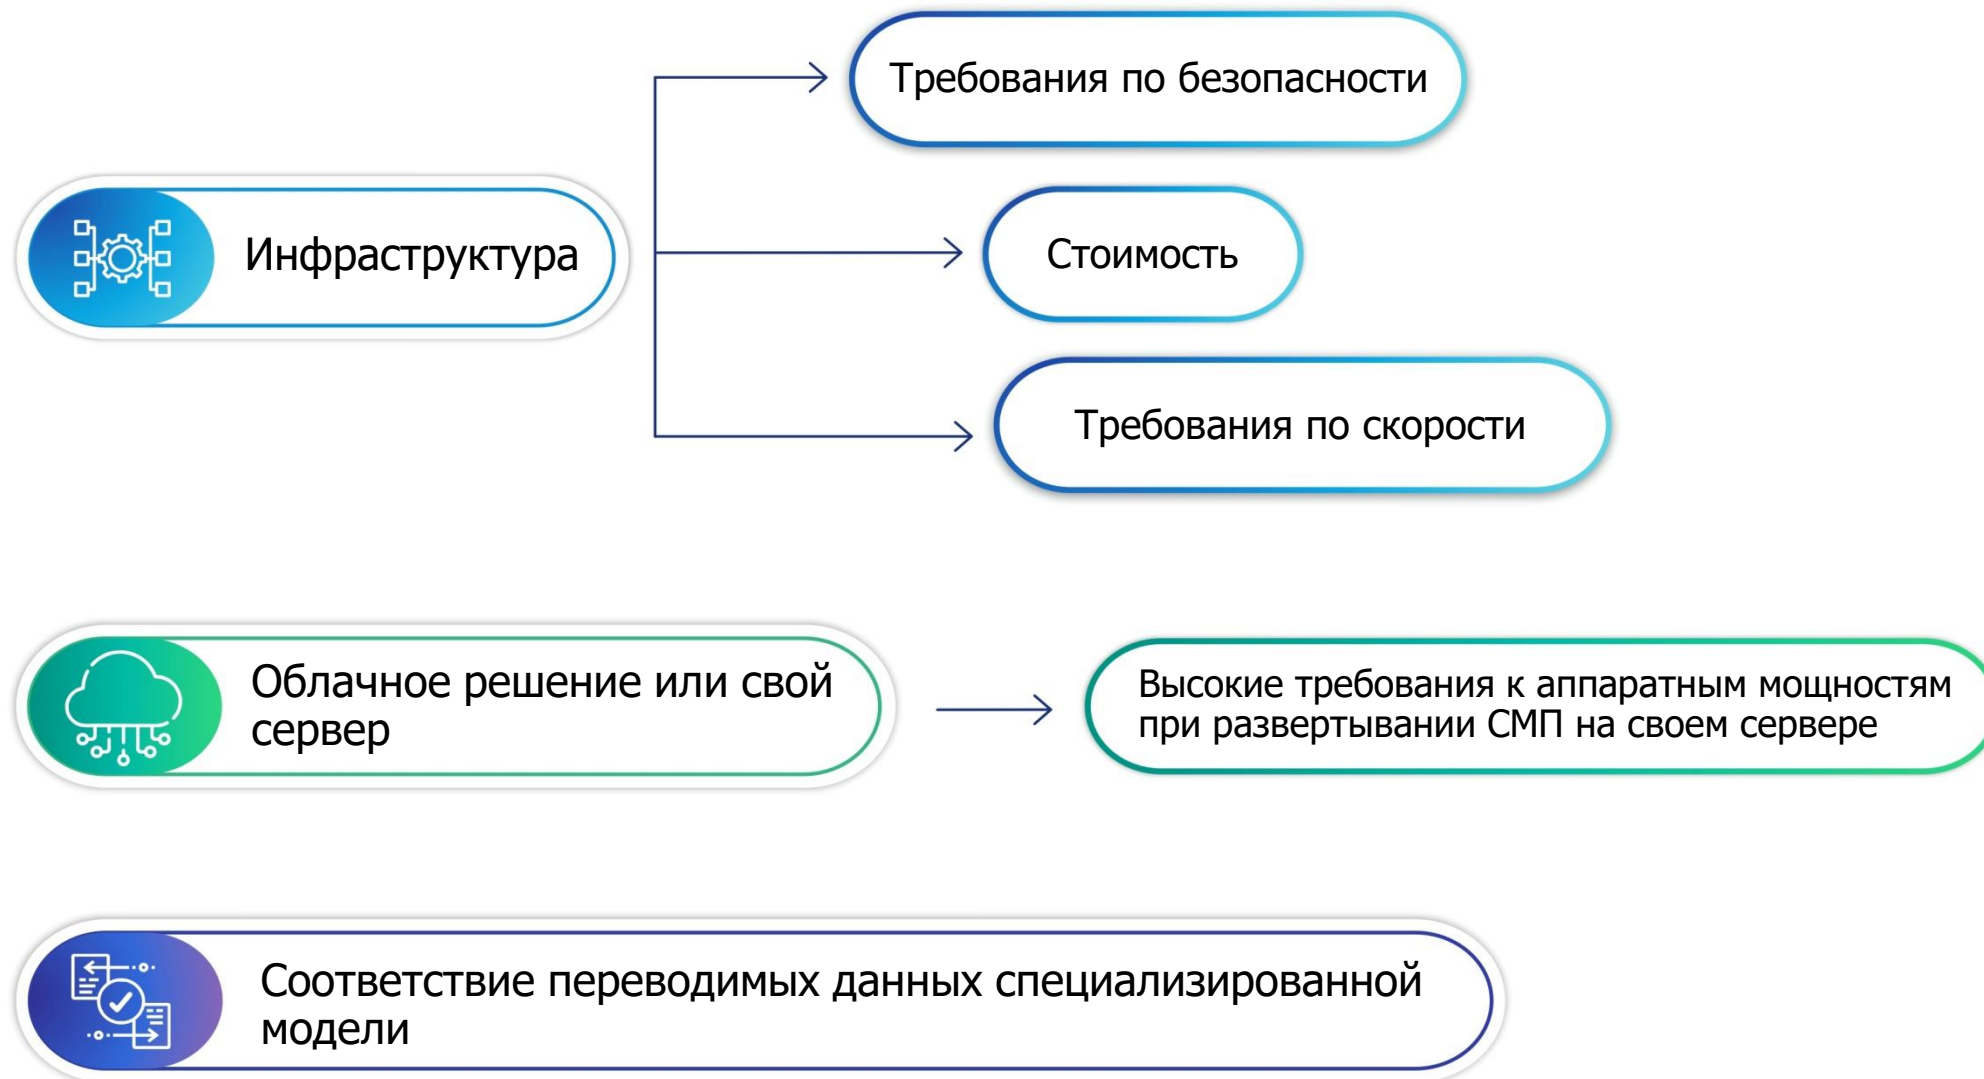 Требования по безопасности
Инфраструктура
Стоимость
Требования по скорости
Облачное решение или свой
сервер
Высокие требования к аппаратным мощностям
при развертывании СМП на своем сервере
Соответствие переводимых данных специализированной
модели